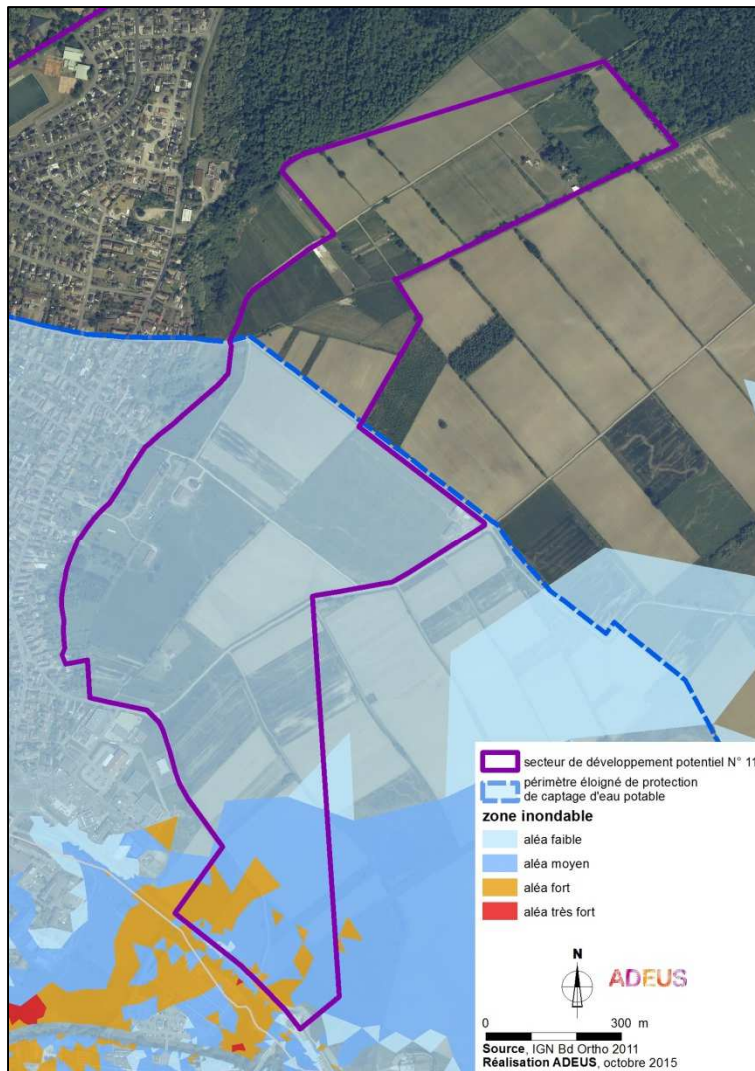 secteur de développement potentiel N° 11
périmètre éloigné de protection
de captage d'eau potable
zone inondable
aléa faible
aléa moyen
aléa fort
aléa très fort
N
ADEUS
0 300 m
Source, IGN Bd Ortho 2011
Réalisation ADEUS, octobre 2015